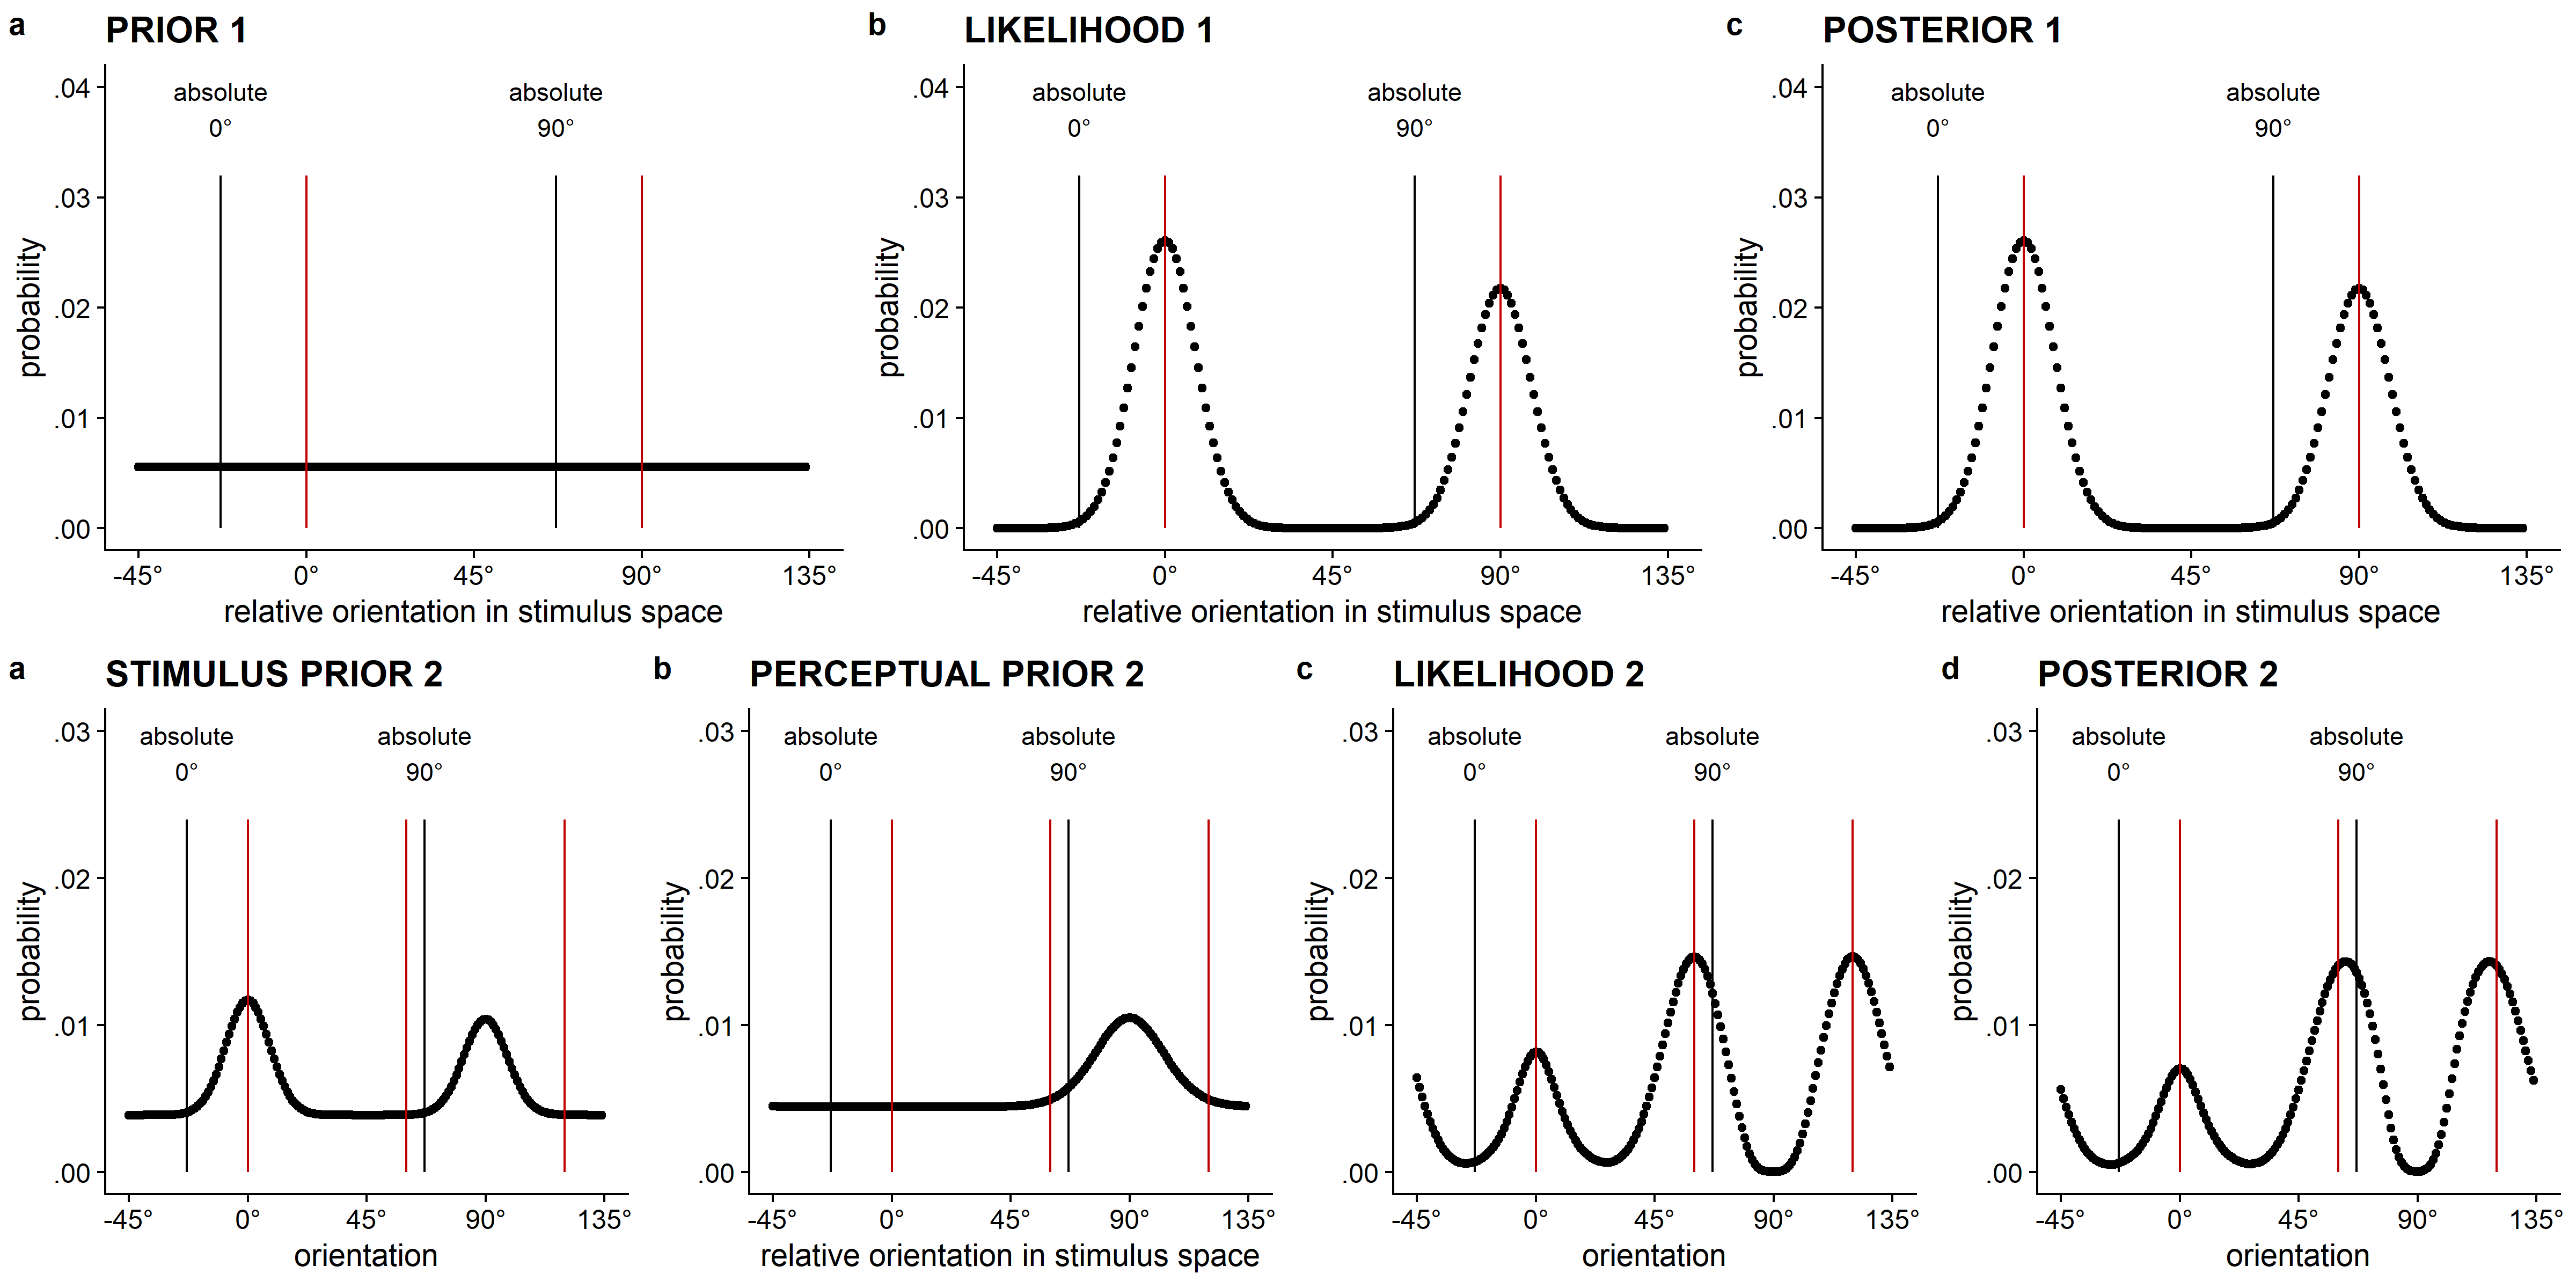 a PRIOR 1
absolute 0°
absolute 90°
.04
.03
.02
.01
.00
probability
-45° 0° 45° 90° 135°
relative orientation in stimulus space
b LIKELIHOOD 1
absolute 0°
absolute 90°
.04
.03
.02
.01
.00
probability
-45° 0° 45° 90° 135°
relative orientation in stimulus space
c POSTERIOR 1
absolute 0°
absolute 90°
.04
.03
.02
.01
.00
probability
-45° 0° 45° 90° 135°
relative orientation in stimulus space
a STIMULUS PRIOR 2
absolute 0°
absolute 90°
.03
.02
.01
.00
probability
-45° 0° 45° 90° 135°
orientation
b PERCEPTUAL PRIOR 2
absolute 0°
absolute 90°
.03
.02
.01
.00
probability
-45° 0° 45° 90° 135°
relative orientation in stimulus space
c LIKELIHOOD 2
absolute 0°
absolute 90°
.03
.02
.01
.00
probability
-45° 0° 45° 90° 135°
orientation
d POSTERIOR 2
absolute 0°
absolute 90°
.03
.02
.01
.00
probability
-45° 0° 45° 90° 135°
orientation